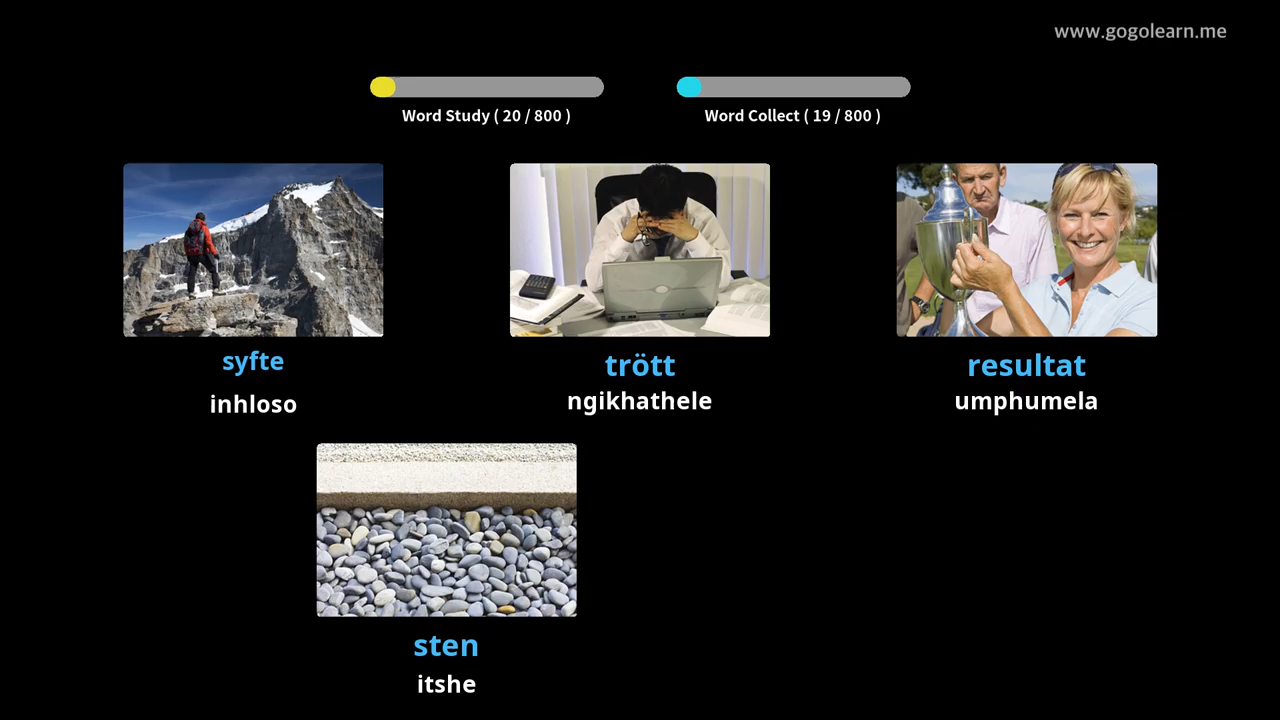 www.gogolearn.me
Word Study ( 20 / 800 )
Word Collect ( 19 / 800 )
syfte
inhloso
trött
ngikhathele
resultat
umphumela
sten
itshe